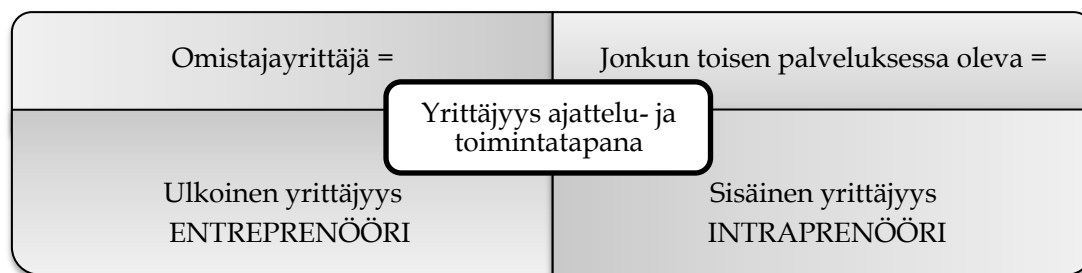 Omistajayrittäjä =
Jonkun toisen palveluksessa oleva =
Yrittäjyys ajattelu- ja
toimintatapana
Ulkoinen yrittäjyys
ENTREPRENÖÖRI
Sisäinen yrittäjyys
INTRAPRENÖÖRI